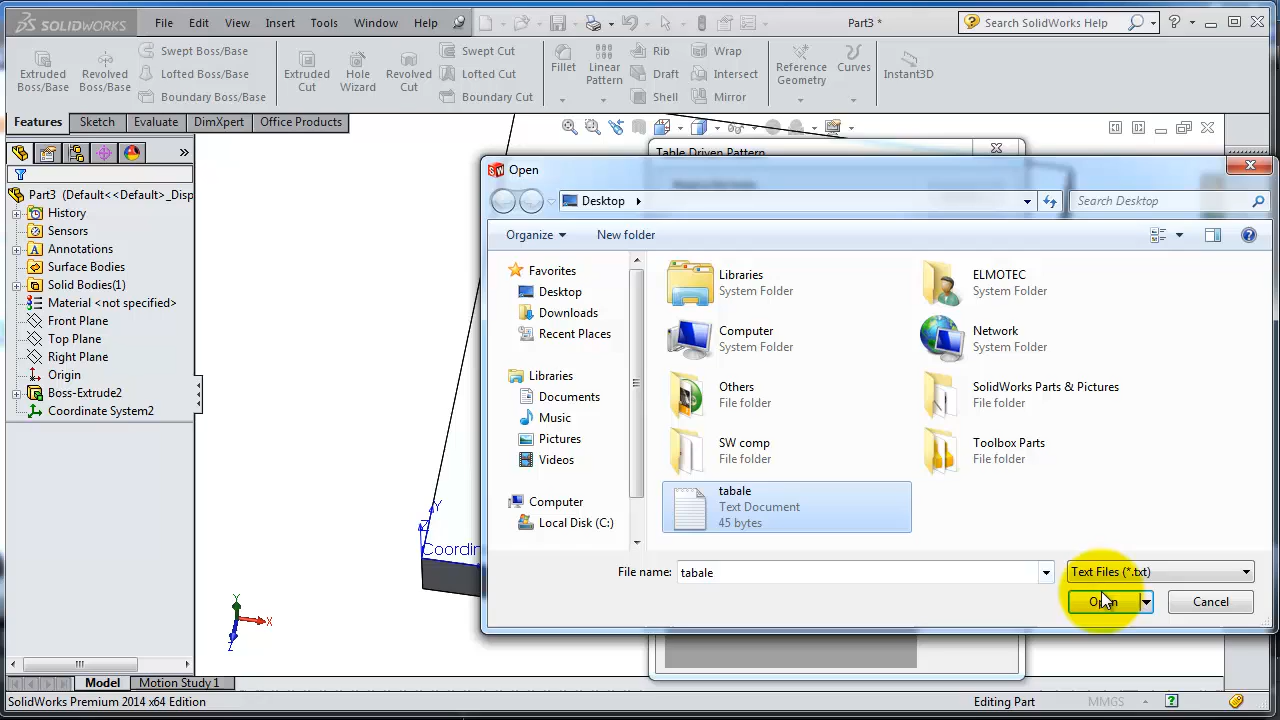 SOLIDWORKS File Edit View Insert Tools Window Help Part3 * Search SolidWorks Help
Extruded Boss/Base
Revolved Boss/Base
Swept Boss/Base
Lofted Boss/Base
Boundary Boss/Base
Extruded Cut
Hole Wizard
Revolved Cut
Swept Cut
Lofted Cut
Boundary Cut
Fillet
Linear Pattern
Rib
Draft
Shell
Wrap
Intersect
Mirror
Reference Geometry
Curves
Instant3D
Features Sketch Evaluate DimXpert Office Products
Part3 (Default<<Default>_Disp
History
Sensors
Annotations
Surface Bodies
Solid Bodies(1)
Material <not specified>
Front Plane
Top Plane
Right Plane
Origin
Boss-Extrude2
Coordinate System2
Table Driven Pattern
Open
Desktop
Search Desktop
Organize New folder
Favorites
Desktop
Downloads
Recent Places
Libraries
Documents
Music
Pictures
Videos
Computer
Local Disk (C:)
Libraries
System Folder
ELMOTEC
System Folder
Computer
System Folder
Network
System Folder
Others
File folder
SolidWorks Parts & Pictures
File folder
SW comp
File folder
Toolbox Parts
File folder
tabale
Text Document
45 bytes
File name: tabale Text Files (*.txt)
Open Cancel
Y
Z
Coordin
Y
X
Z
Model Motion Study 1
SolidWorks Premium 2014 x64 Edition Editing Part MMGS